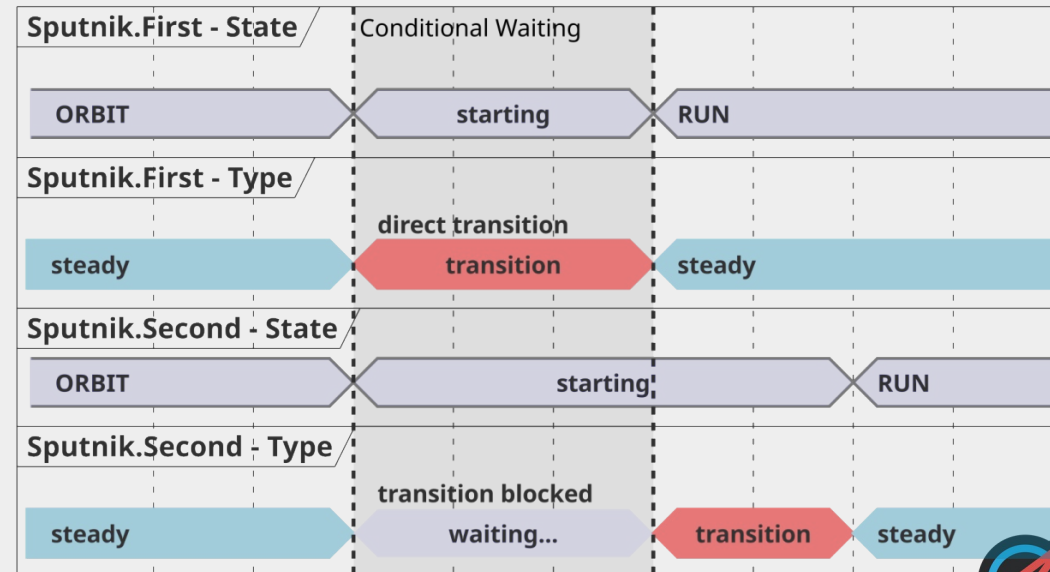 Sputnik.First - State
Conditional Waiting
ORBIT
starting
RUN
Sputnik.First - Type
direct transition
steady
transition
steady
Sputnik.Second - State
ORBIT
starting
RUN
Sputnik.Second - Type
transition blocked
steady
waiting...
transition
steady